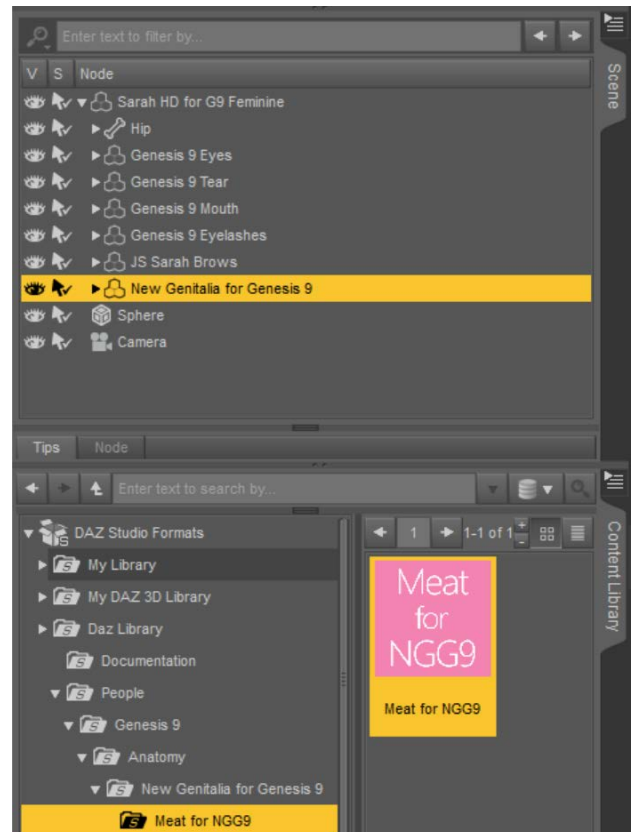 Enter text to filter by...
V S Node
Sarah HD for G9 Feminine
Hip
Genesis 9 Eyes
Genesis 9 Tear
Genesis 9 Mouth
Genesis 9 Eyelashes
JS Sarah Brows
New Genitalia for Genesis 9
Sphere
Camera
Scene
Tips Node
Enter text to search by...
DAZ Studio Formats
My Library
My DAZ 3D Library
Daz Library
Documentation
People
Genesis 9
Anatomy
New Genitalia for Genesis 9
Meat for NGG9
1 1-1 of 1
Meat
for
NGG9
Meat for NGG9
Content Library